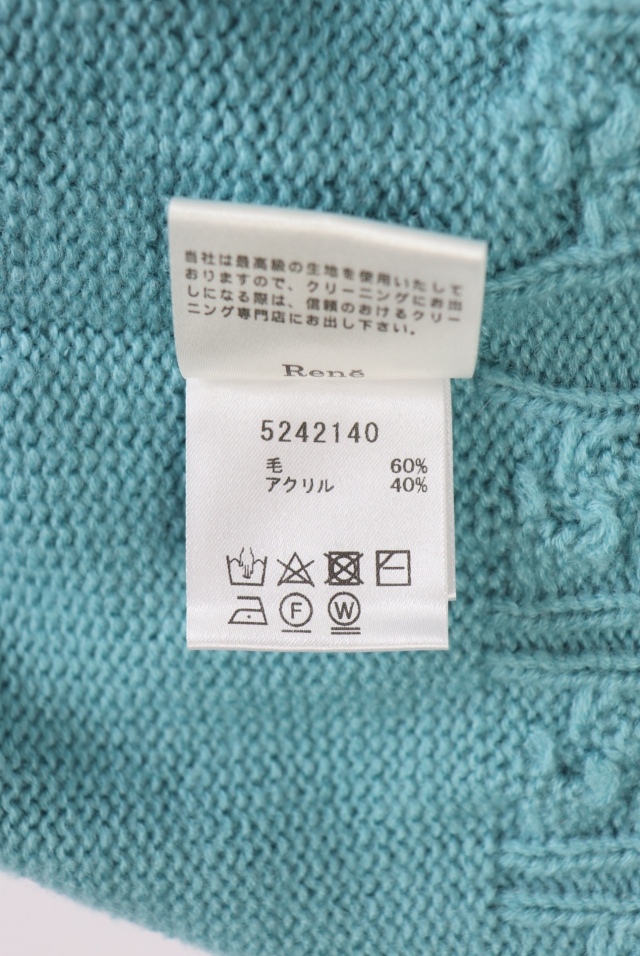 当社は最高級の生地を使用いたして
おりますので、クリーニングにお出
しになる際は、信頼のおけるクリー
ニング専門店にお出し下さい。
René
5242140
毛 60%
アクリル 40%
F W